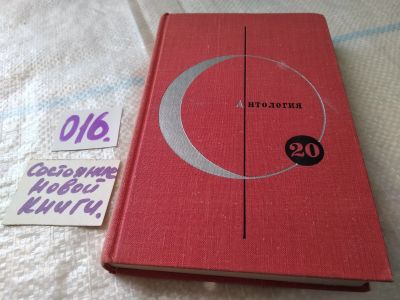 016.
Состояние
новой
книги.
Антология
20